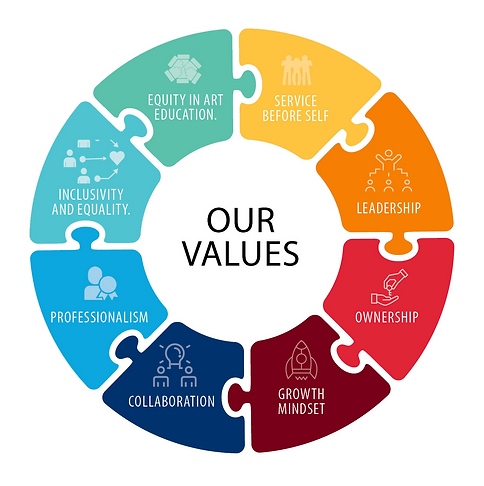 OUR
VALUES
SERVICE
BEFORE SELF
LEADERSHIP
OWNERSHIP
GROWTH
MINDSET
COLLABORATION
PROFESSIONALISM
INCLUSIVITY
AND EQUALITY.
EQUITY IN ART
EDUCATION.